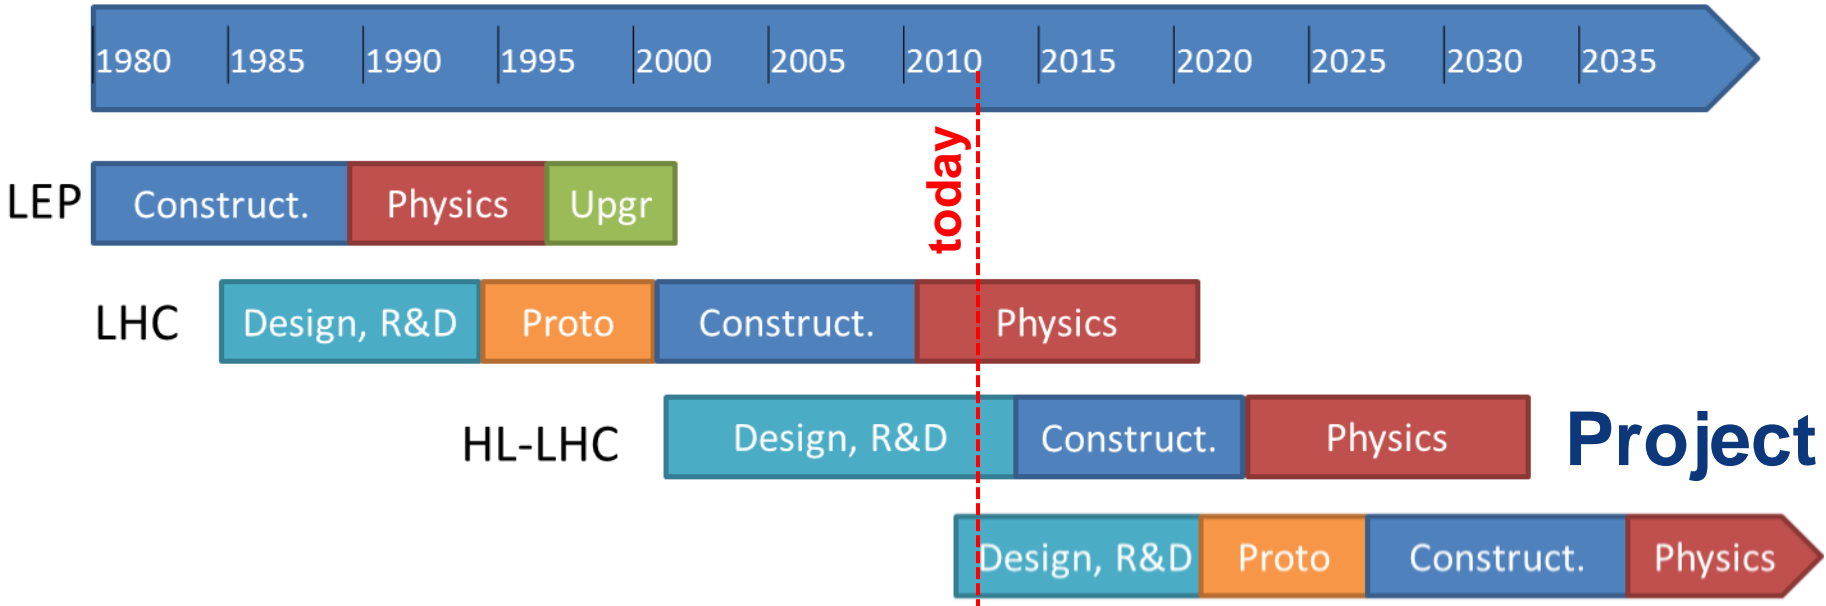 1980 1985 1990 1995 2000 2005 2010 2015 2020 2025 2030 2035
today
LEP Construct. Physics Upgr
LHC Design, R&D Proto Construct. Physics
HL-LHC Design, R&D Construct. Physics Project
Design, R&D Proto Construct. Physics